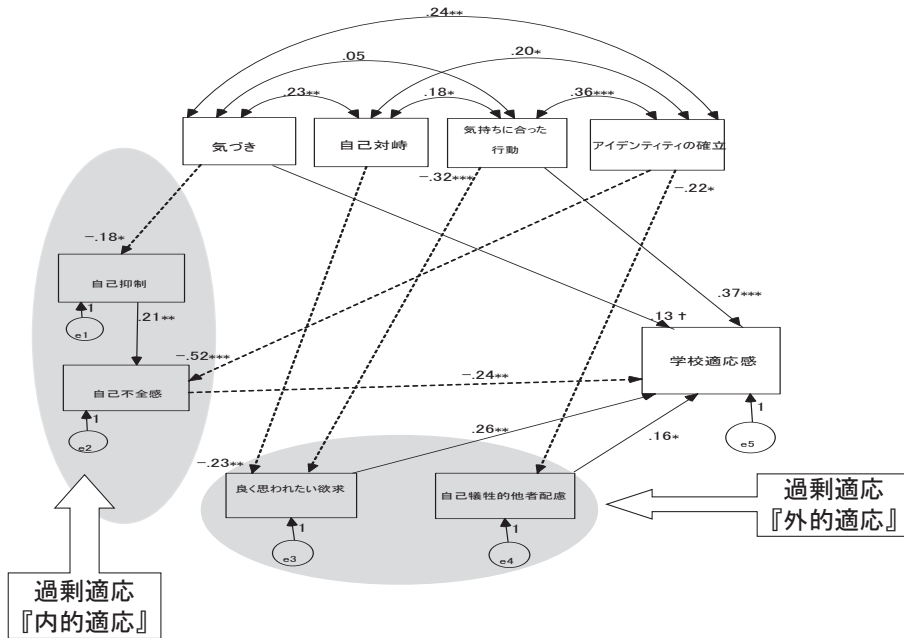 .24**
.05
.20*
.23**
.18*
.36***
気づき
自己対峙
気持ちに合った
行動
アイデンティティの確立
-.32***
-.22*
-.18*
自己抑制
1
e1
.21**
.37***
.13†
学校適応感
-.52***
自己不全感
-.24**
1
e2
1
e5
.26**
.16*
-.23**
良く思われたい欲求
自己犠牲的他者配慮
過剰適応
『外的適応』
1
e3
1
e4
過剰適応
『内的適応』